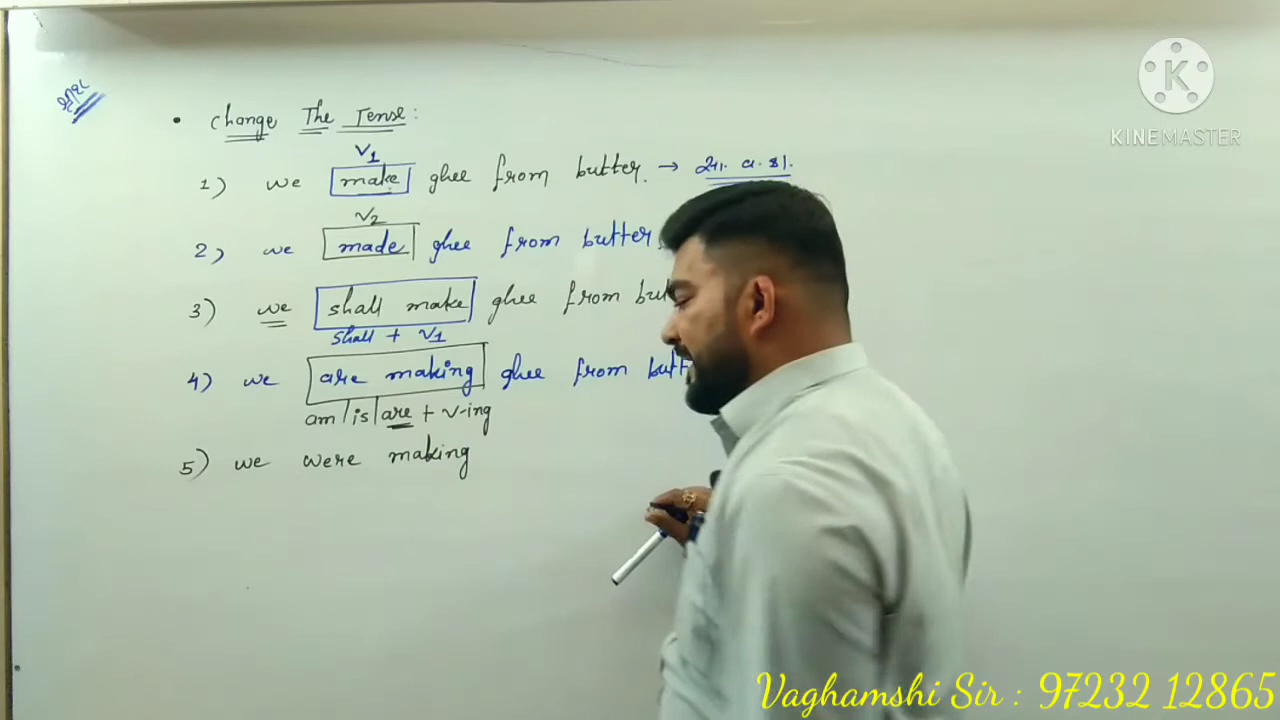 • Change The Tense:
V1
1) we make ghee from butter. → સા. વ. કા.
V2
2) we made ghee from butter.
3) we shall make ghee from but
shall + V1
4) we are making ghee from butt
am/is/are + V-ing
5) we were making
KINEMASTER
Vaghamshi Sir : 97232 12865